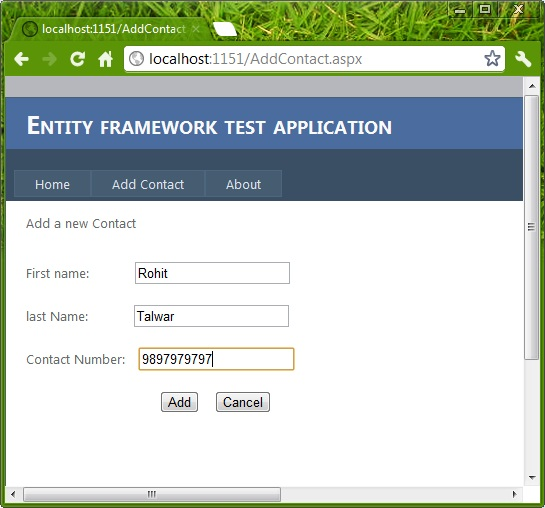 localhost:1151/AddContact
localhost:1151/AddContact.aspx
Entity framework test application
Home Add Contact About
Add a new Contact
First name: Rohit
last Name: Talwar
Contact Number: 9897979797
Add Cancel